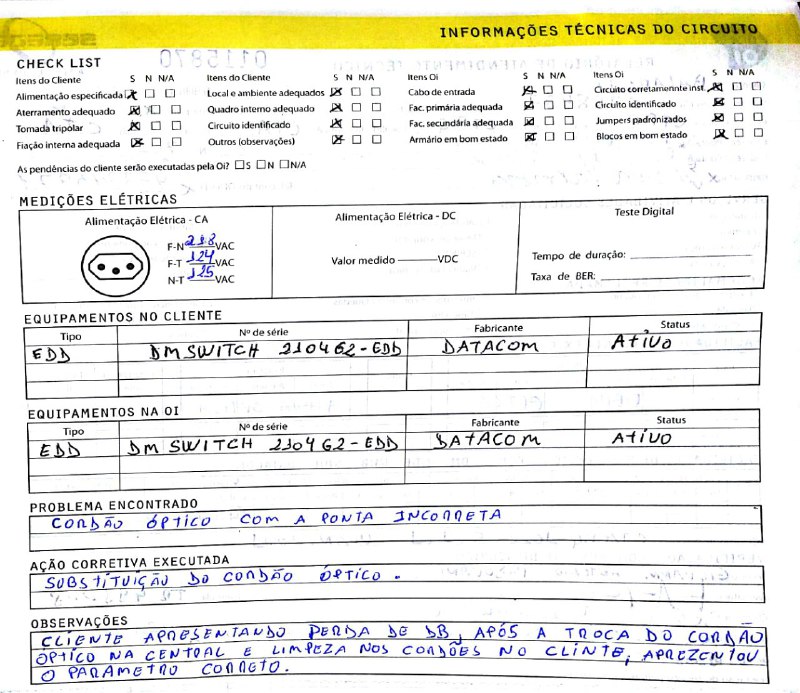 INFORMAÇÕES TÉCNICAS DO CIRCUITO
0115870
CHECK LIST
Itens do Cliente S N N/A Itens do Cliente S N N/A Itens Oi S N N/A Itens Oi S N N/A
Alimentação especificada Local e ambiente adequados Cabo de entrada Circuito corretamente inst.
Aterramento adequado Quadro interno adequado Fac. primária adequada Circuito identificado
Tomada tripolar Circuito identificado Fac. secundária adequada Jumpers padronizados
Fiação interna adequada Outros (observações) Armário em bom estado Blocos em bom estado
As pendências do cliente serão executadas pela Oi? S N N/A
MEDIÇÕES ELÉTRICAS
Alimentação Elétrica - CA Alimentação Elétrica - DC Teste Digital
F-N 218 VAC
F-T 124 VAC Valor medido VDC Tempo de duração:
N-T 125 VAC Taxa de BER:
EQUIPAMENTOS NO CLIENTE
Tipo Nº de série Fabricante Status
EDD DMSWITCH 2104G2-EDD DATACOM ATIVO
EQUIPAMENTOS NA OI
Tipo Nº de série Fabricante Status
EDD DM SWITCH 2104G2-EDD DATACOM ATIVO
PROBLEMA ENCONTRADO
CORDÃO ÓPTICO COM A PONTA INCORRETA
AÇÃO CORRETIVA EXECUTADA
SUBSTITUIÇÃO DO CORDÃO ÓPTICO.
OBSERVAÇÕES
CLIENTE APRESENTANDO PERDA DE DB, APÓS A TROCA DO CORDÃO
ÓPTICO NA CENTRAL E LIMPEZA NOS CORDÕES NO CLINTE, APREZENTOU
O PARAMETRO CORRETO.